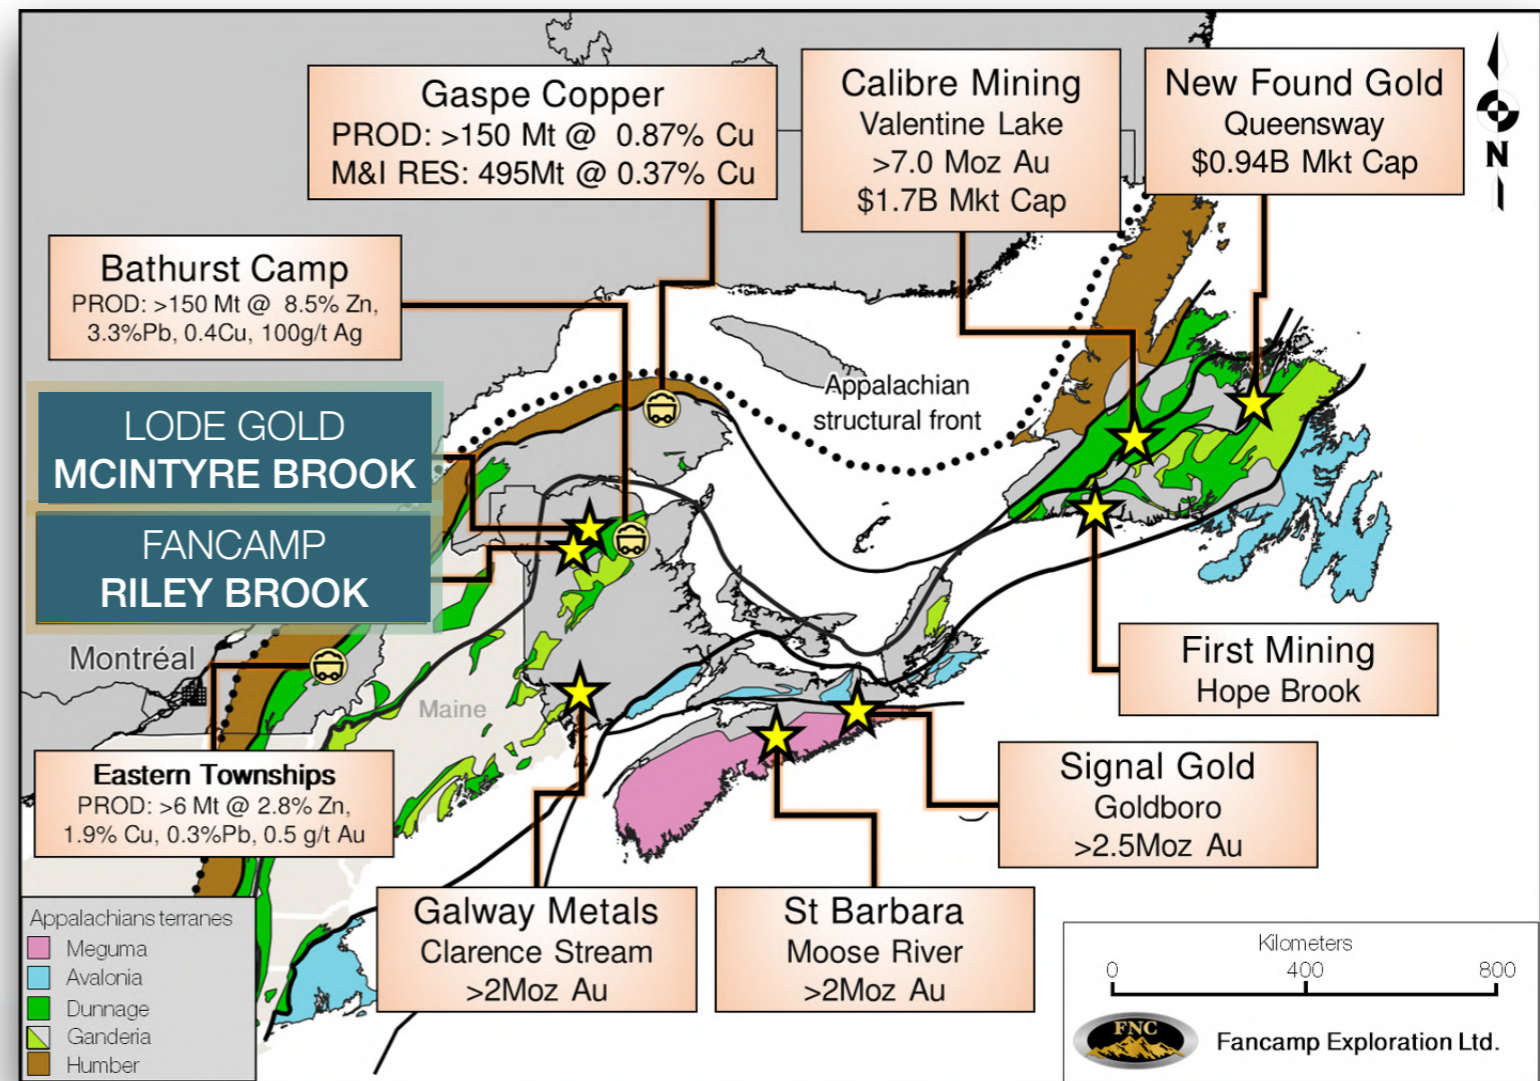 Gaspe Copper
PROD: >150 Mt @ 0.87% Cu
M&I RES: 495Mt @ 0.37% Cu
Calibre Mining
Valentine Lake
>7.0 Moz Au
$1.7B Mkt Cap
New Found Gold
Queensway
$0.94B Mkt Cap
N
Bathurst Camp
PROD: >150 Mt @ 8.5% Zn,
3.3%Pb, 0.4Cu, 100g/t Ag
LODE GOLD
MCINTYRE BROOK
FANCAMP
RILEY BROOK
Appalachian
structural front
Montréal
Maine
Eastern Townships
PROD: >6 Mt @ 2.8% Zn,
1.9% Cu, 0.3%Pb, 0.5 g/t Au
First Mining
Hope Brook
Signal Gold
Goldboro
>2.5Moz Au
Galway Metals
Clarence Stream
>2Moz Au
St Barbara
Moose River
>2Moz Au
Appalachians terranes
Meguma
Avalonia
Dunnage
Ganderia
Humber
Kilometers
0 400 800
FNC
Fancamp Exploration Ltd.